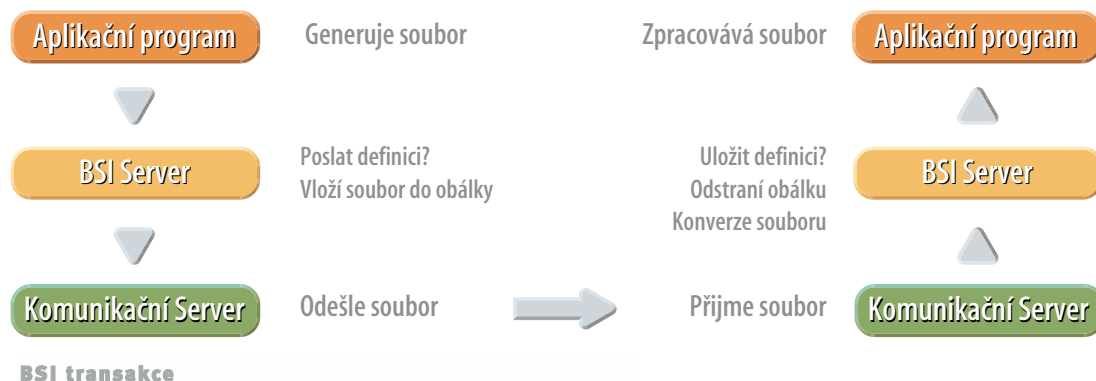 Aplikační program
Generuje soubor
Zpracovává soubor
Aplikační program
BSI Server
Poslat definici?
Vloží soubor do obálky
Uložit definici?
Odstraní obálku
Konverze souboru
BSI Server
Komunikační Server
Odešle soubor
Přijme soubor
Komunikační Server
BSI transakce